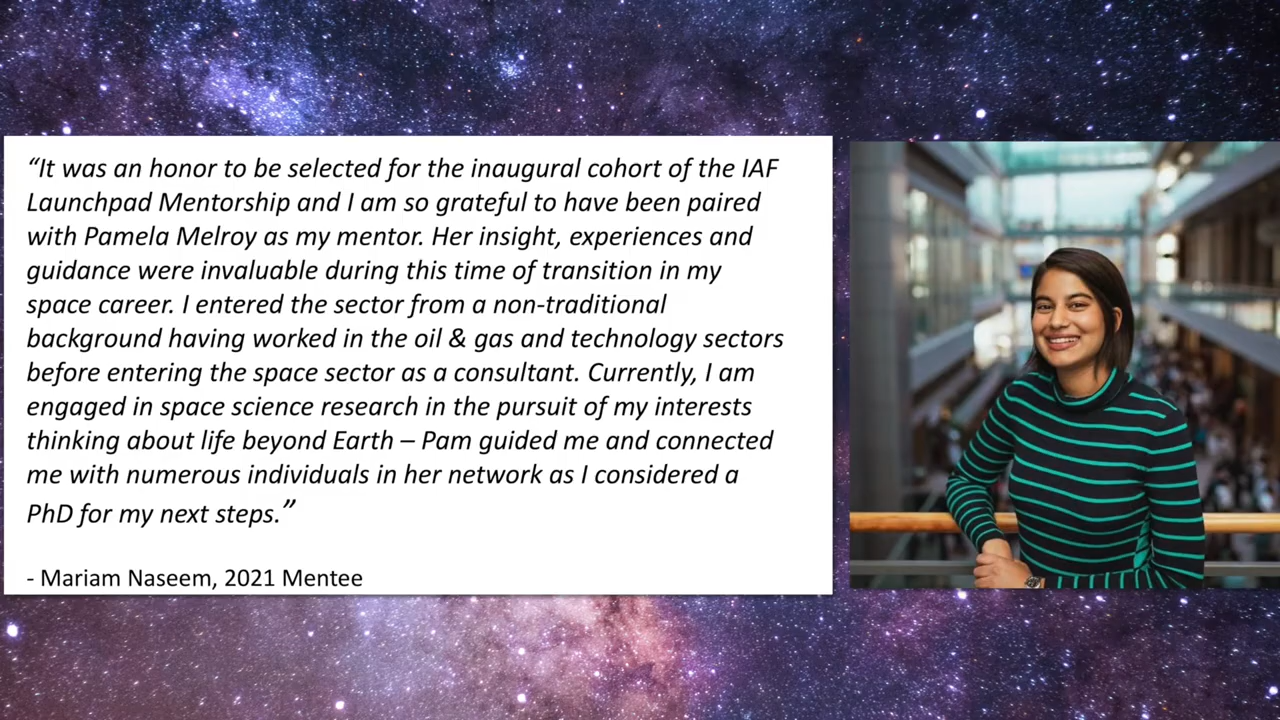 “It was an honor to be selected for the inaugural cohort of the IAF
Launchpad Mentorship and I am so grateful to have been paired
with Pamela Melroy as my mentor. Her insight, experiences and
guidance were invaluable during this time of transition in my
space career. I entered the sector from a non-traditional
background having worked in the oil & gas and technology sectors
before entering the space sector as a consultant. Currently, I am
engaged in space science research in the pursuit of my interests
thinking about life beyond Earth – Pam guided me and connected
me with numerous individuals in her network as I considered a
PhD for my next steps.”
- Mariam Naseem, 2021 Mentee